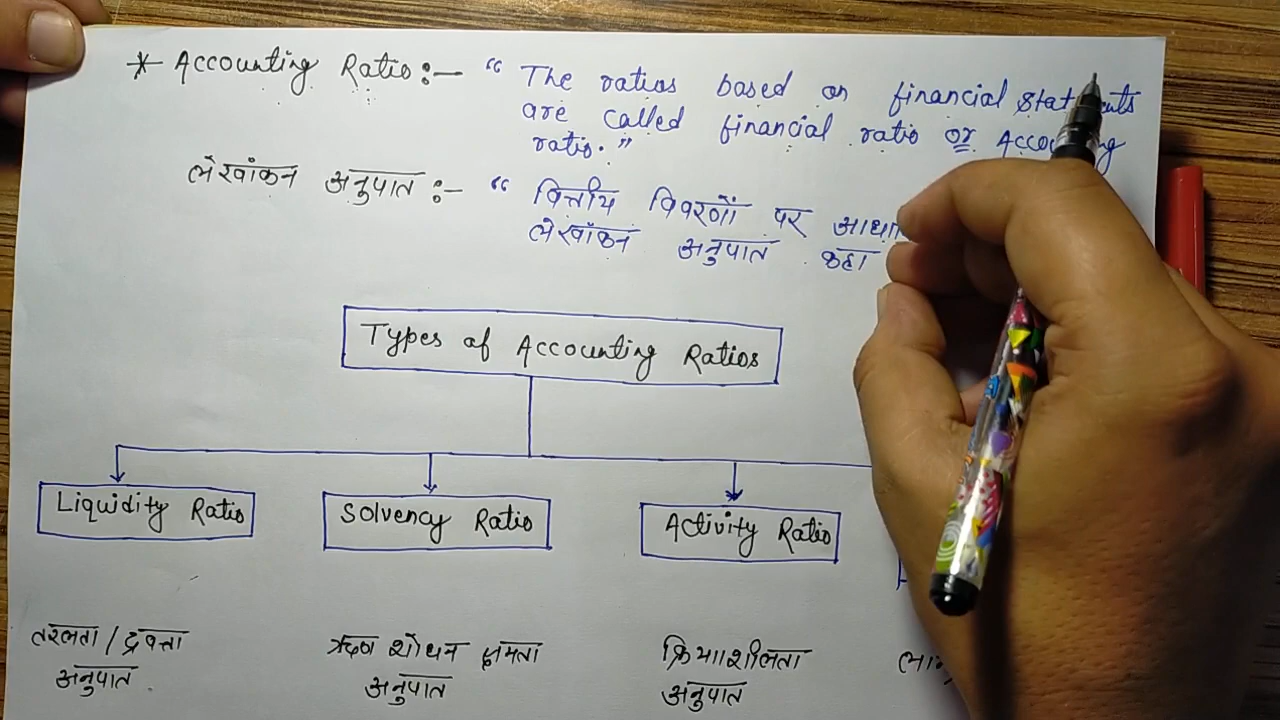 * Accounting Ratio:- " The ratios based on financial
are called financial ratio or
ratio."
लेखांकन अनुपात :- " वित्तीय विवरणों पर
लेखांकन अनुपात कहा
Types of Accounting Ratios
Liquidity Ratio
Solvency Ratio
Activity Ratio
तरलता / द्रवता
अनुपात
ऋण शोधन क्षमता
अनुपात
क्रियाशीलता
अनुपात